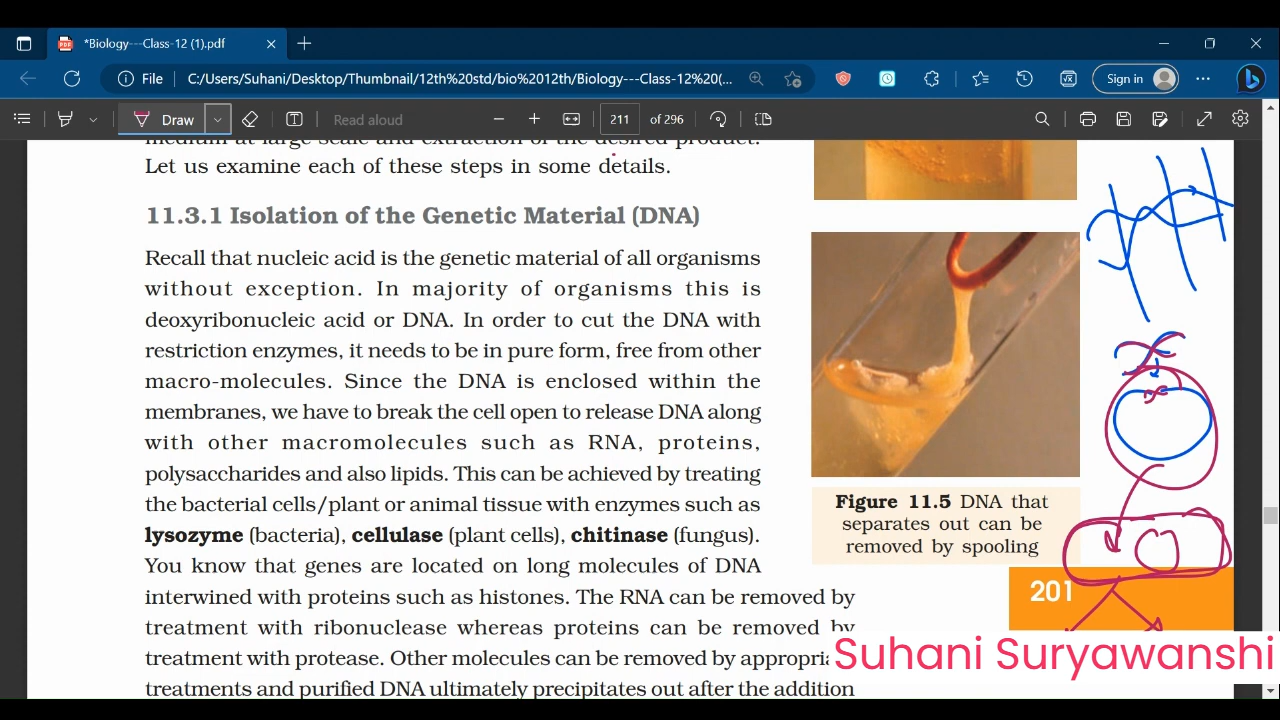 *Biology---Class-12 (1).pdf
File
C:/Users/Suhani/Desktop/Thumbnail/12th%20std/bio%2012th/Biology---Class-12%20(...
Sign in
Draw
Read aloud
211 of 296
medium at large scale and extraction of the desired product.
Let us examine each of these steps in some details.
11.3.1 Isolation of the Genetic Material (DNA)
Recall that nucleic acid is the genetic material of all organisms
without exception. In majority of organisms this is
deoxyribonucleic acid or DNA. In order to cut the DNA with
restriction enzymes, it needs to be in pure form, free from other
macro-molecules. Since the DNA is enclosed within the
membranes, we have to break the cell open to release DNA along
with other macromolecules such as RNA, proteins,
polysaccharides and also lipids. This can be achieved by treating
the bacterial cells/plant or animal tissue with enzymes such as
lysozyme (bacteria), cellulase (plant cells), chitinase (fungus).
You know that genes are located on long molecules of DNA
interwined with proteins such as histones. The RNA can be removed by
treatment with ribonuclease whereas proteins can be removed by
treatment with protease. Other molecules can be removed by appropria
treatments and purified DNA ultimately precipitates out after the addition
Figure 11.5 DNA that
separates out can be
removed by spooling
201
Suhani Suryawanshi